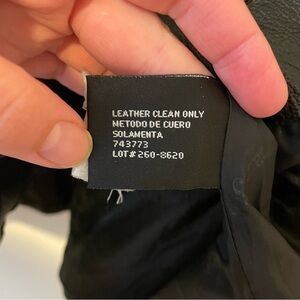 LEATHER CLEAN ONLY
METODO DE CUERO
SOLAMENTA
743773
LOT# 260-8620